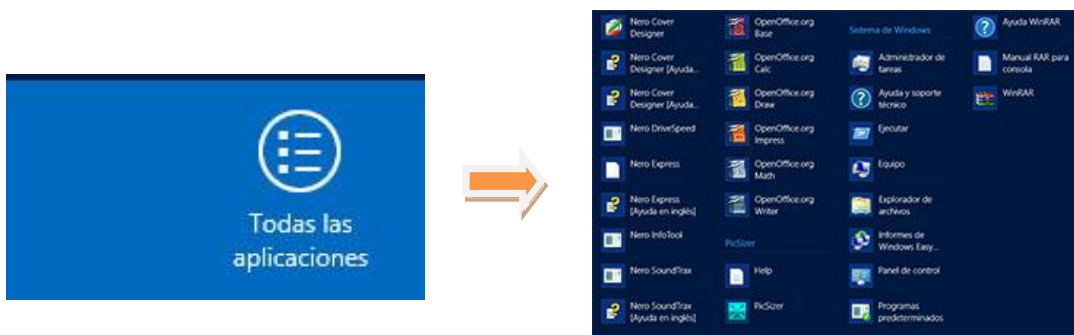 Todas las
aplicaciones
Nero Cover
Designer
Nero Cover
Designer [Ayuda...
Nero Cover
Designer [Ayuda...
Nero DriveSpeed
Nero Express
Nero Express
[Ayuda en inglés]
Nero InfoTool
Nero SoundTrax
Nero SoundTrax
[Ayuda en inglés]
OpenOffice.org
Base
OpenOffice.org
Calc
OpenOffice.org
Draw
OpenOffice.org
Impress
OpenOffice.org
Math
OpenOffice.org
Writer
PicSizer
Help
PicSizer
Sistema de Windows
Administrador de
tareas
Ayuda y soporte
técnico
Ejecutar
Equipo
Explorador de
archivos
Informes de
Windows Easy...
Panel de control
Programas
predeterminados
Ayuda WinRAR
Manual RAR para
consola
WinRAR